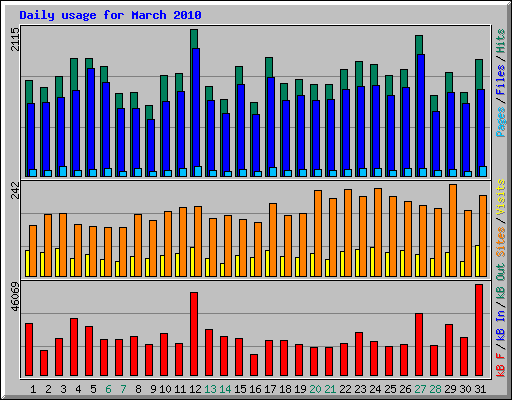 Daily usage for March 2010
2115
Pages / Files / Hits
242
Sites / Visits
46069
kB F / kB In / kB Out
1 2 3 4 5 6 7 8 9 10 11 12 13 14 15 16 17 18 19 20 21 22 23 24 25 26 27 28 29 30 31